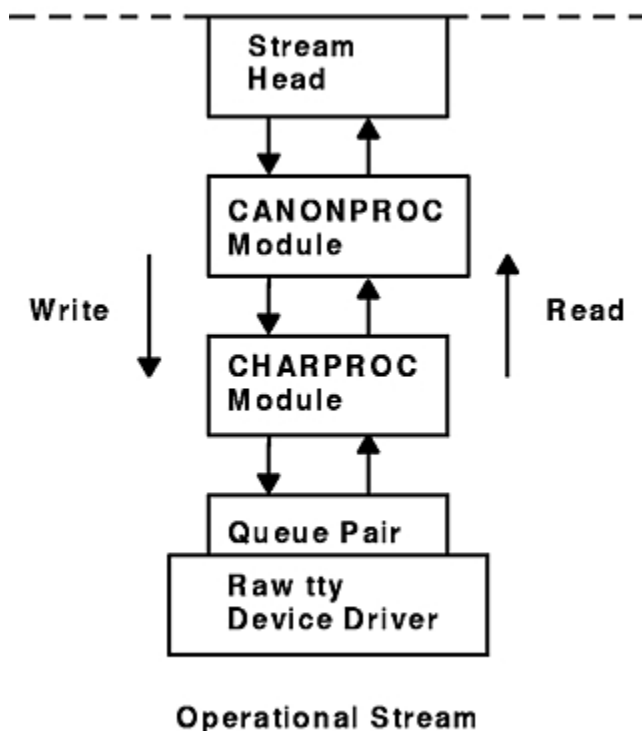 Stream
Head
CANONPROC
Module
Write
Read
CHARPROC
Module
Queue Pair
Raw tty
Device Driver
Operational Stream